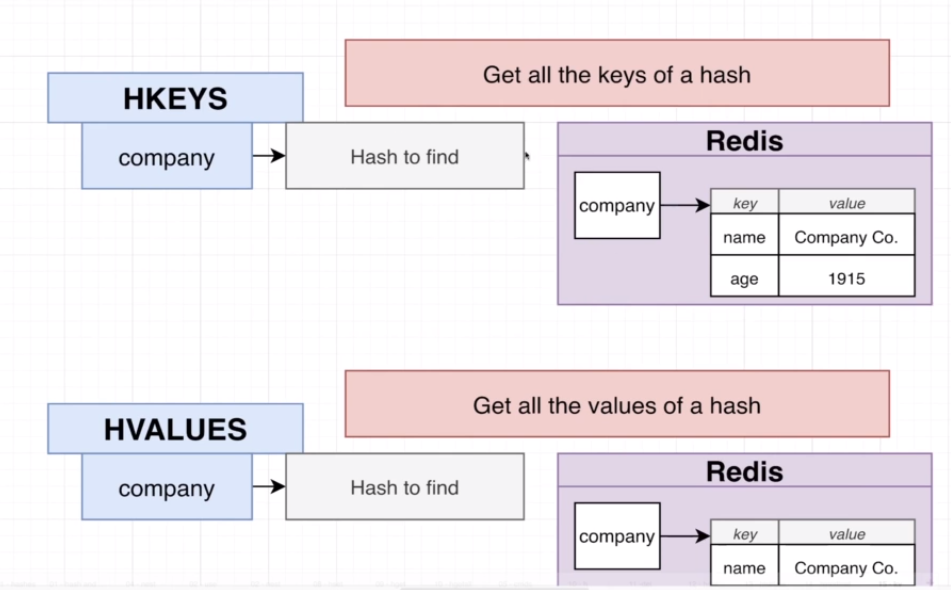 Get all the keys of a hash
HKEYS
company
Hash to find
Redis
company
key value
name Company Co.
age 1915
Get all the values of a hash
HVALUES
company
Hash to find
Redis
company
key value
name Company Co.